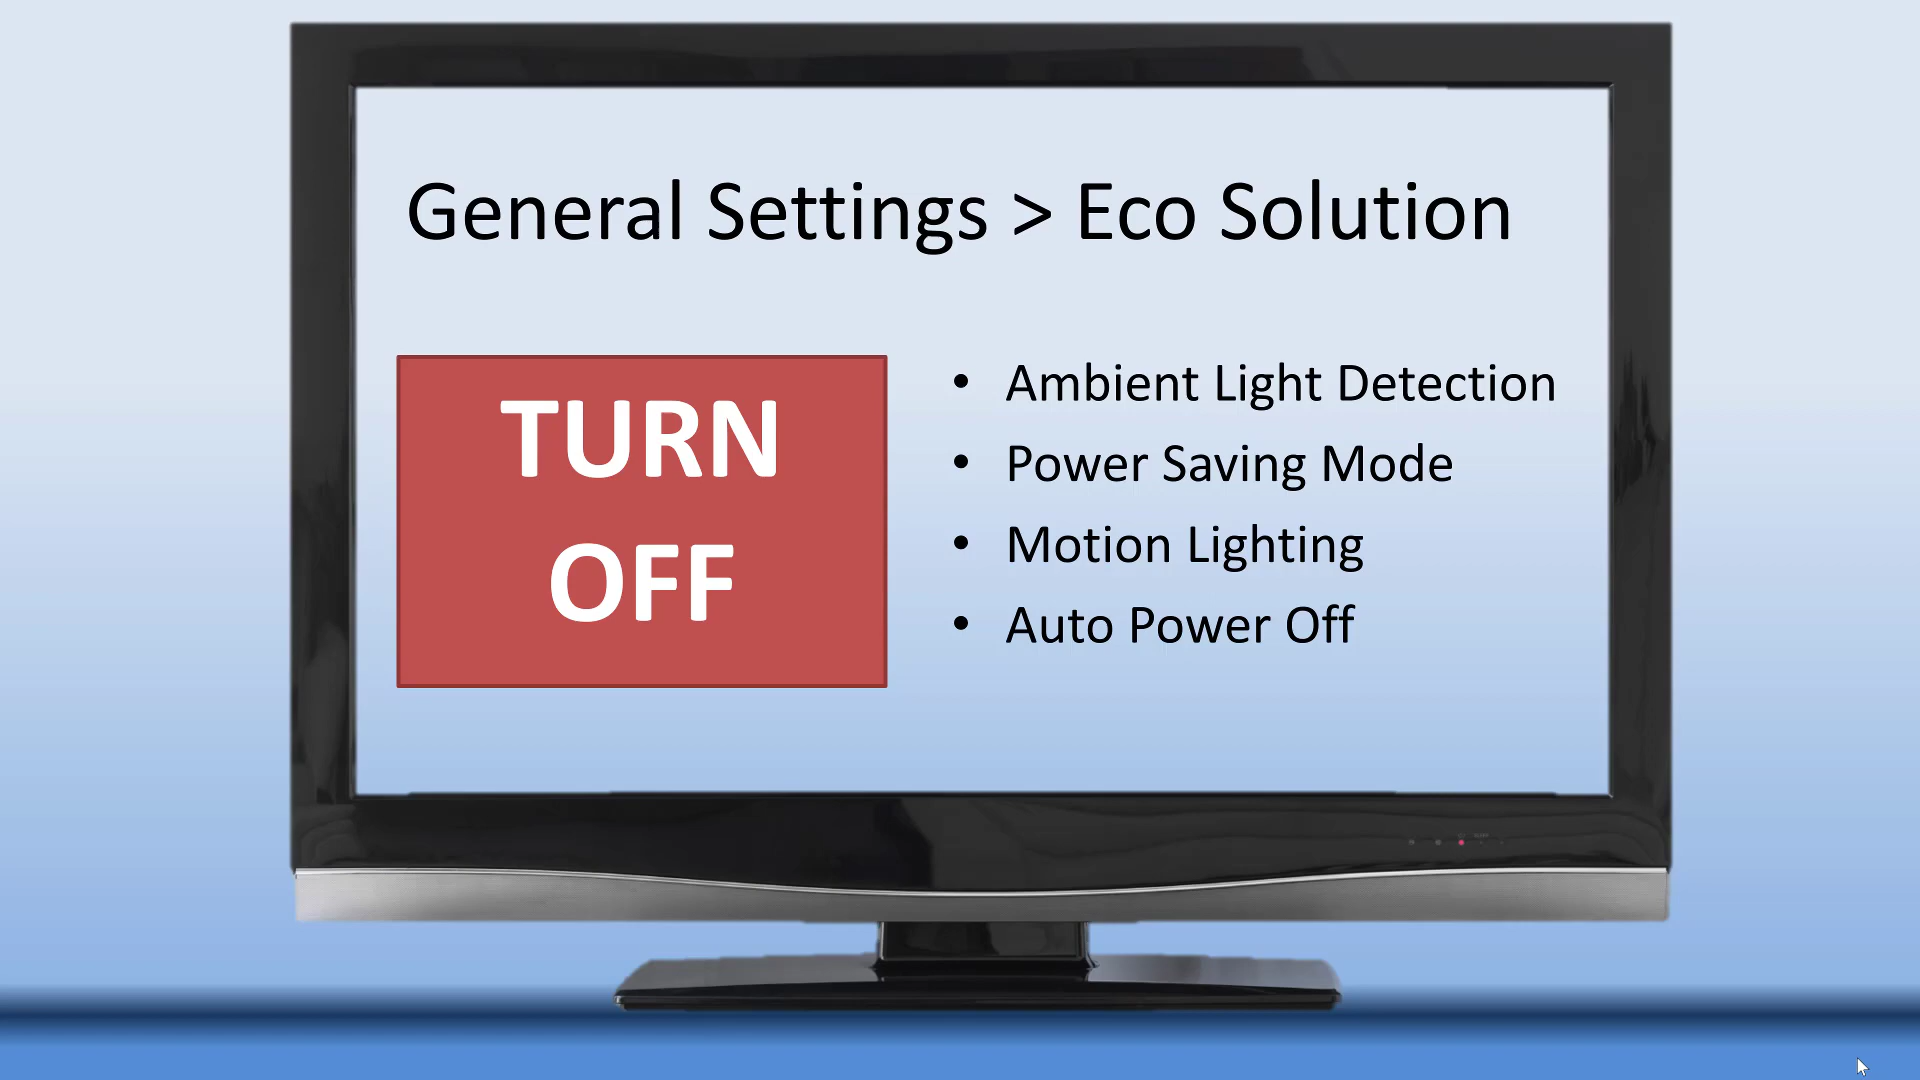 General Settings > Eco Solution
TURN
OFF
• Ambient Light Detection
• Power Saving Mode
• Motion Lighting
• Auto Power Off